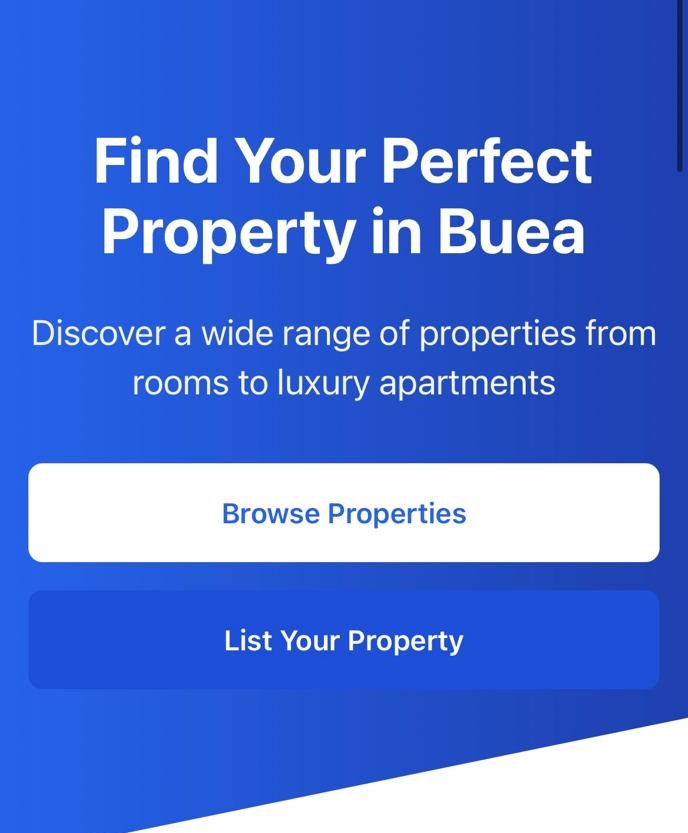 Find Your Perfect
Property in Buea
Discover a wide range of properties from
rooms to luxury apartments
Browse Properties
List Your Property